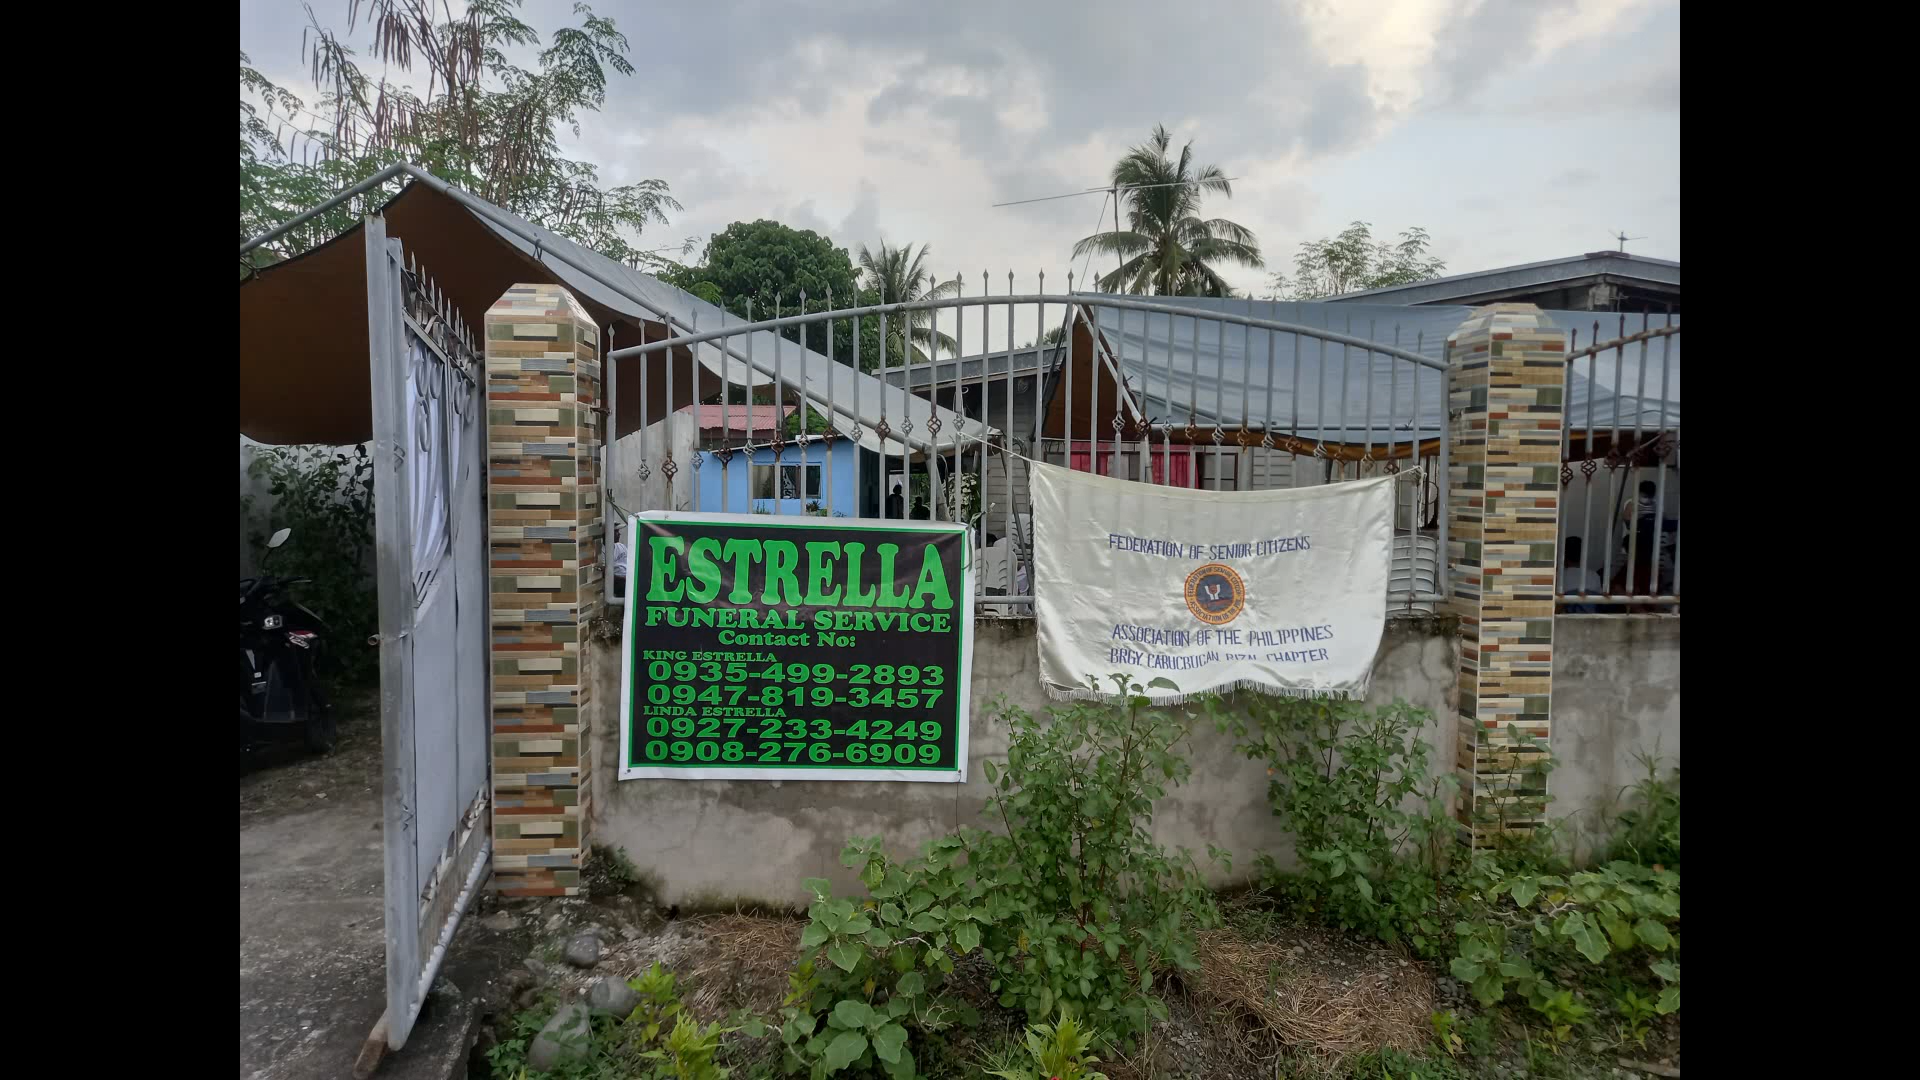 ESTRELLA
FUNERAL SERVICE
Contact No:
KING ESTRELLA
0935-499-2893
0947-819-3457
LINDA ESTRELLA
0927-233-4249
0908-276-6909
FEDERATION OF SENIOR CITIZENS
ASSOCIATION OF THE PHILIPPINES
BRGY. CABUCBUCAN, RIZAL CHAPTER